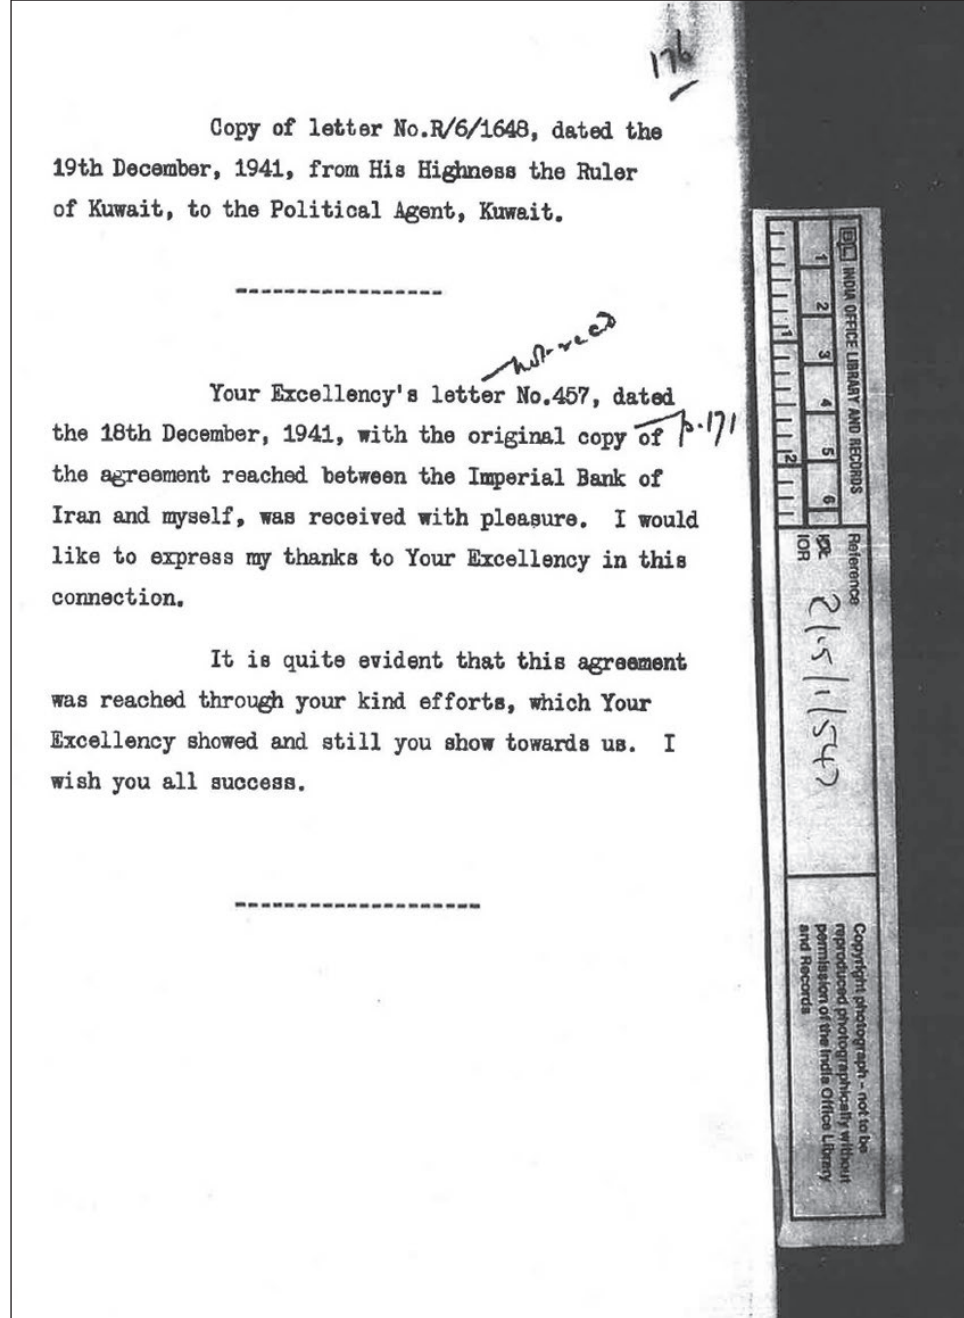 176
Copy of letter No.R/6/1648, dated the
19th December, 1941, from His Highness the Ruler
of Kuwait, to the Political Agent, Kuwait.
-----------------
not recd
Your Excellency's letter No.457, dated
the 18th December, 1941, with the original copy of p.171
the agreement reached between the Imperial Bank of
Iran and myself, was received with pleasure. I would
like to express my thanks to Your Excellency in this
connection.
It is quite evident that this agreement
was reached through your kind efforts, which Your
Excellency showed and still you show towards us. I
wish you all success.
--------------------
INDIA OFFICE LIBRARY AND RECORDS
1 2 3 4 5 6
1 2
Reference
IOR
Copyright photograph - not to be
reproduced photographically without
permission of the India Office Library
and Records